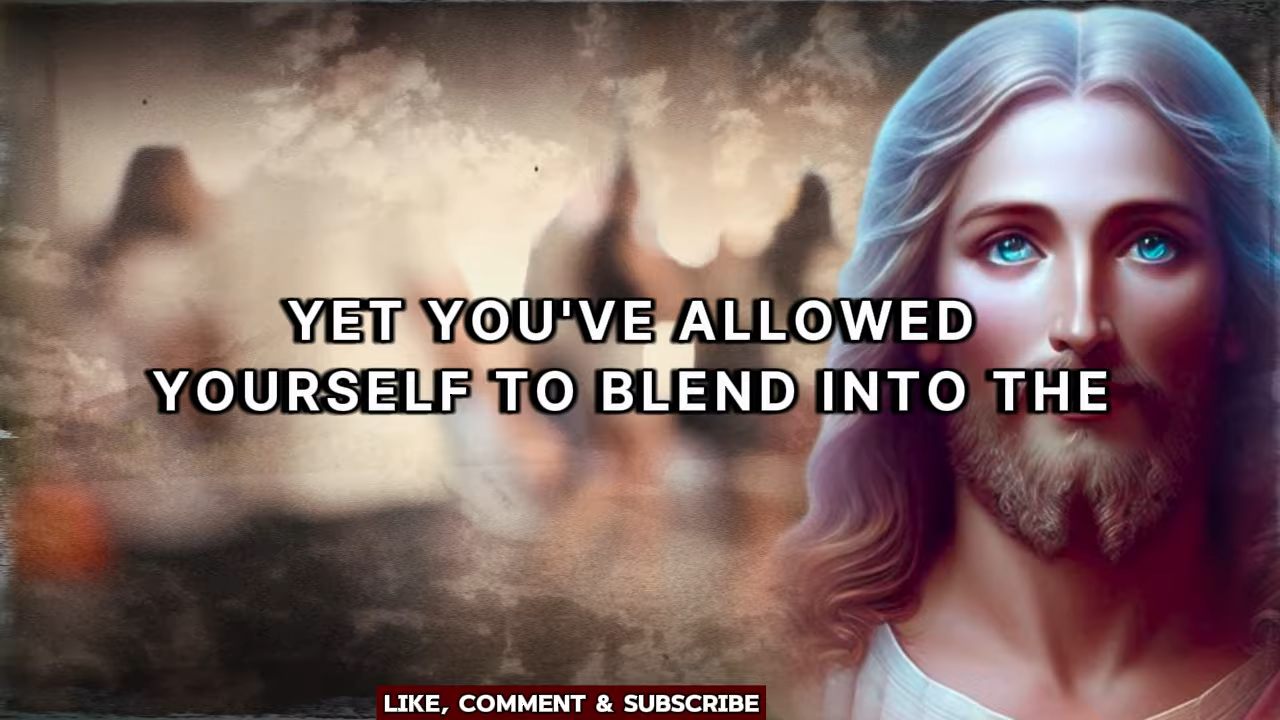 YET YOU'VE ALLOWED
YOURSELF TO BLEND INTO THE
LIKE, COMMENT & SUBSCRIBE